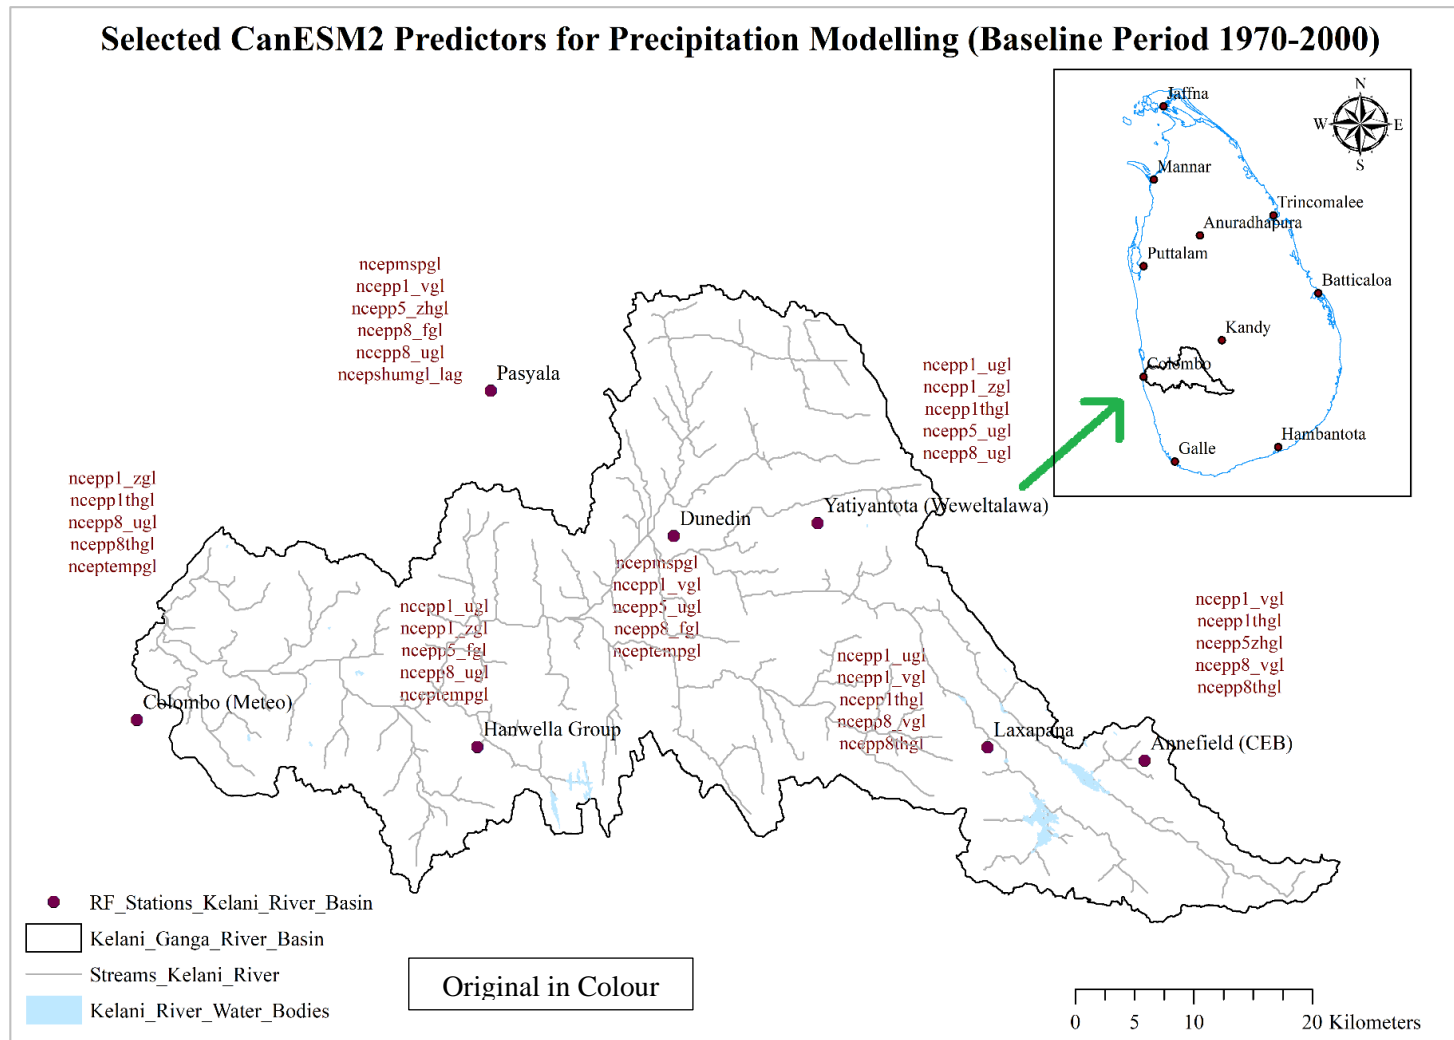 Selected CanESM2 Predictors for Precipitation Modelling (Baseline Period 1970-2000)
N
W
E
S
Jaffna
Mannar
Trincomalee
Anuradhapura
Puttalam
Batticaloa
Kandy
Colombo
Galle
Hambantota
ncepmspgl
ncepp1_vgl
ncepp5_zhgl
ncepp8_fgl
ncepp8_ugl
ncepshumgl_lag
Pasyala
ncepp1_ugl
ncepp1_zgl
ncepp1thgl
ncepp5_ugl
ncepp8_ugl
Yatiyantota (Weweltalawa)
ncepp1_zgl
ncepp1thgl
ncepp8_ugl
ncepp8thgl
nceptempgl
Colombo (Meteo)
Dunedin
ncepmspgl
ncepp1_vgl
ncepp5_ugl
ncepp8_fgl
nceptempgl
ncepp1_ugl
ncepp1_zgl
ncepp5_fgl
ncepp8_ugl
nceptempgl
Hanwella Group
ncepp1_ugl
ncepp1_vgl
ncepp1thgl
ncepp8_vgl
ncepp8thgl
Laxapana
ncepp1_vgl
ncepp1thgl
ncepp5zhgl
ncepp8_vgl
ncepp8thgl
Annefield (CEB)
RF_Stations_Kelani_River_Basin
Kelani_Ganga_River_Basin
Streams_Kelani_River
Kelani_River_Water_Bodies
Original in Colour
0 5 10 20 Kilometers